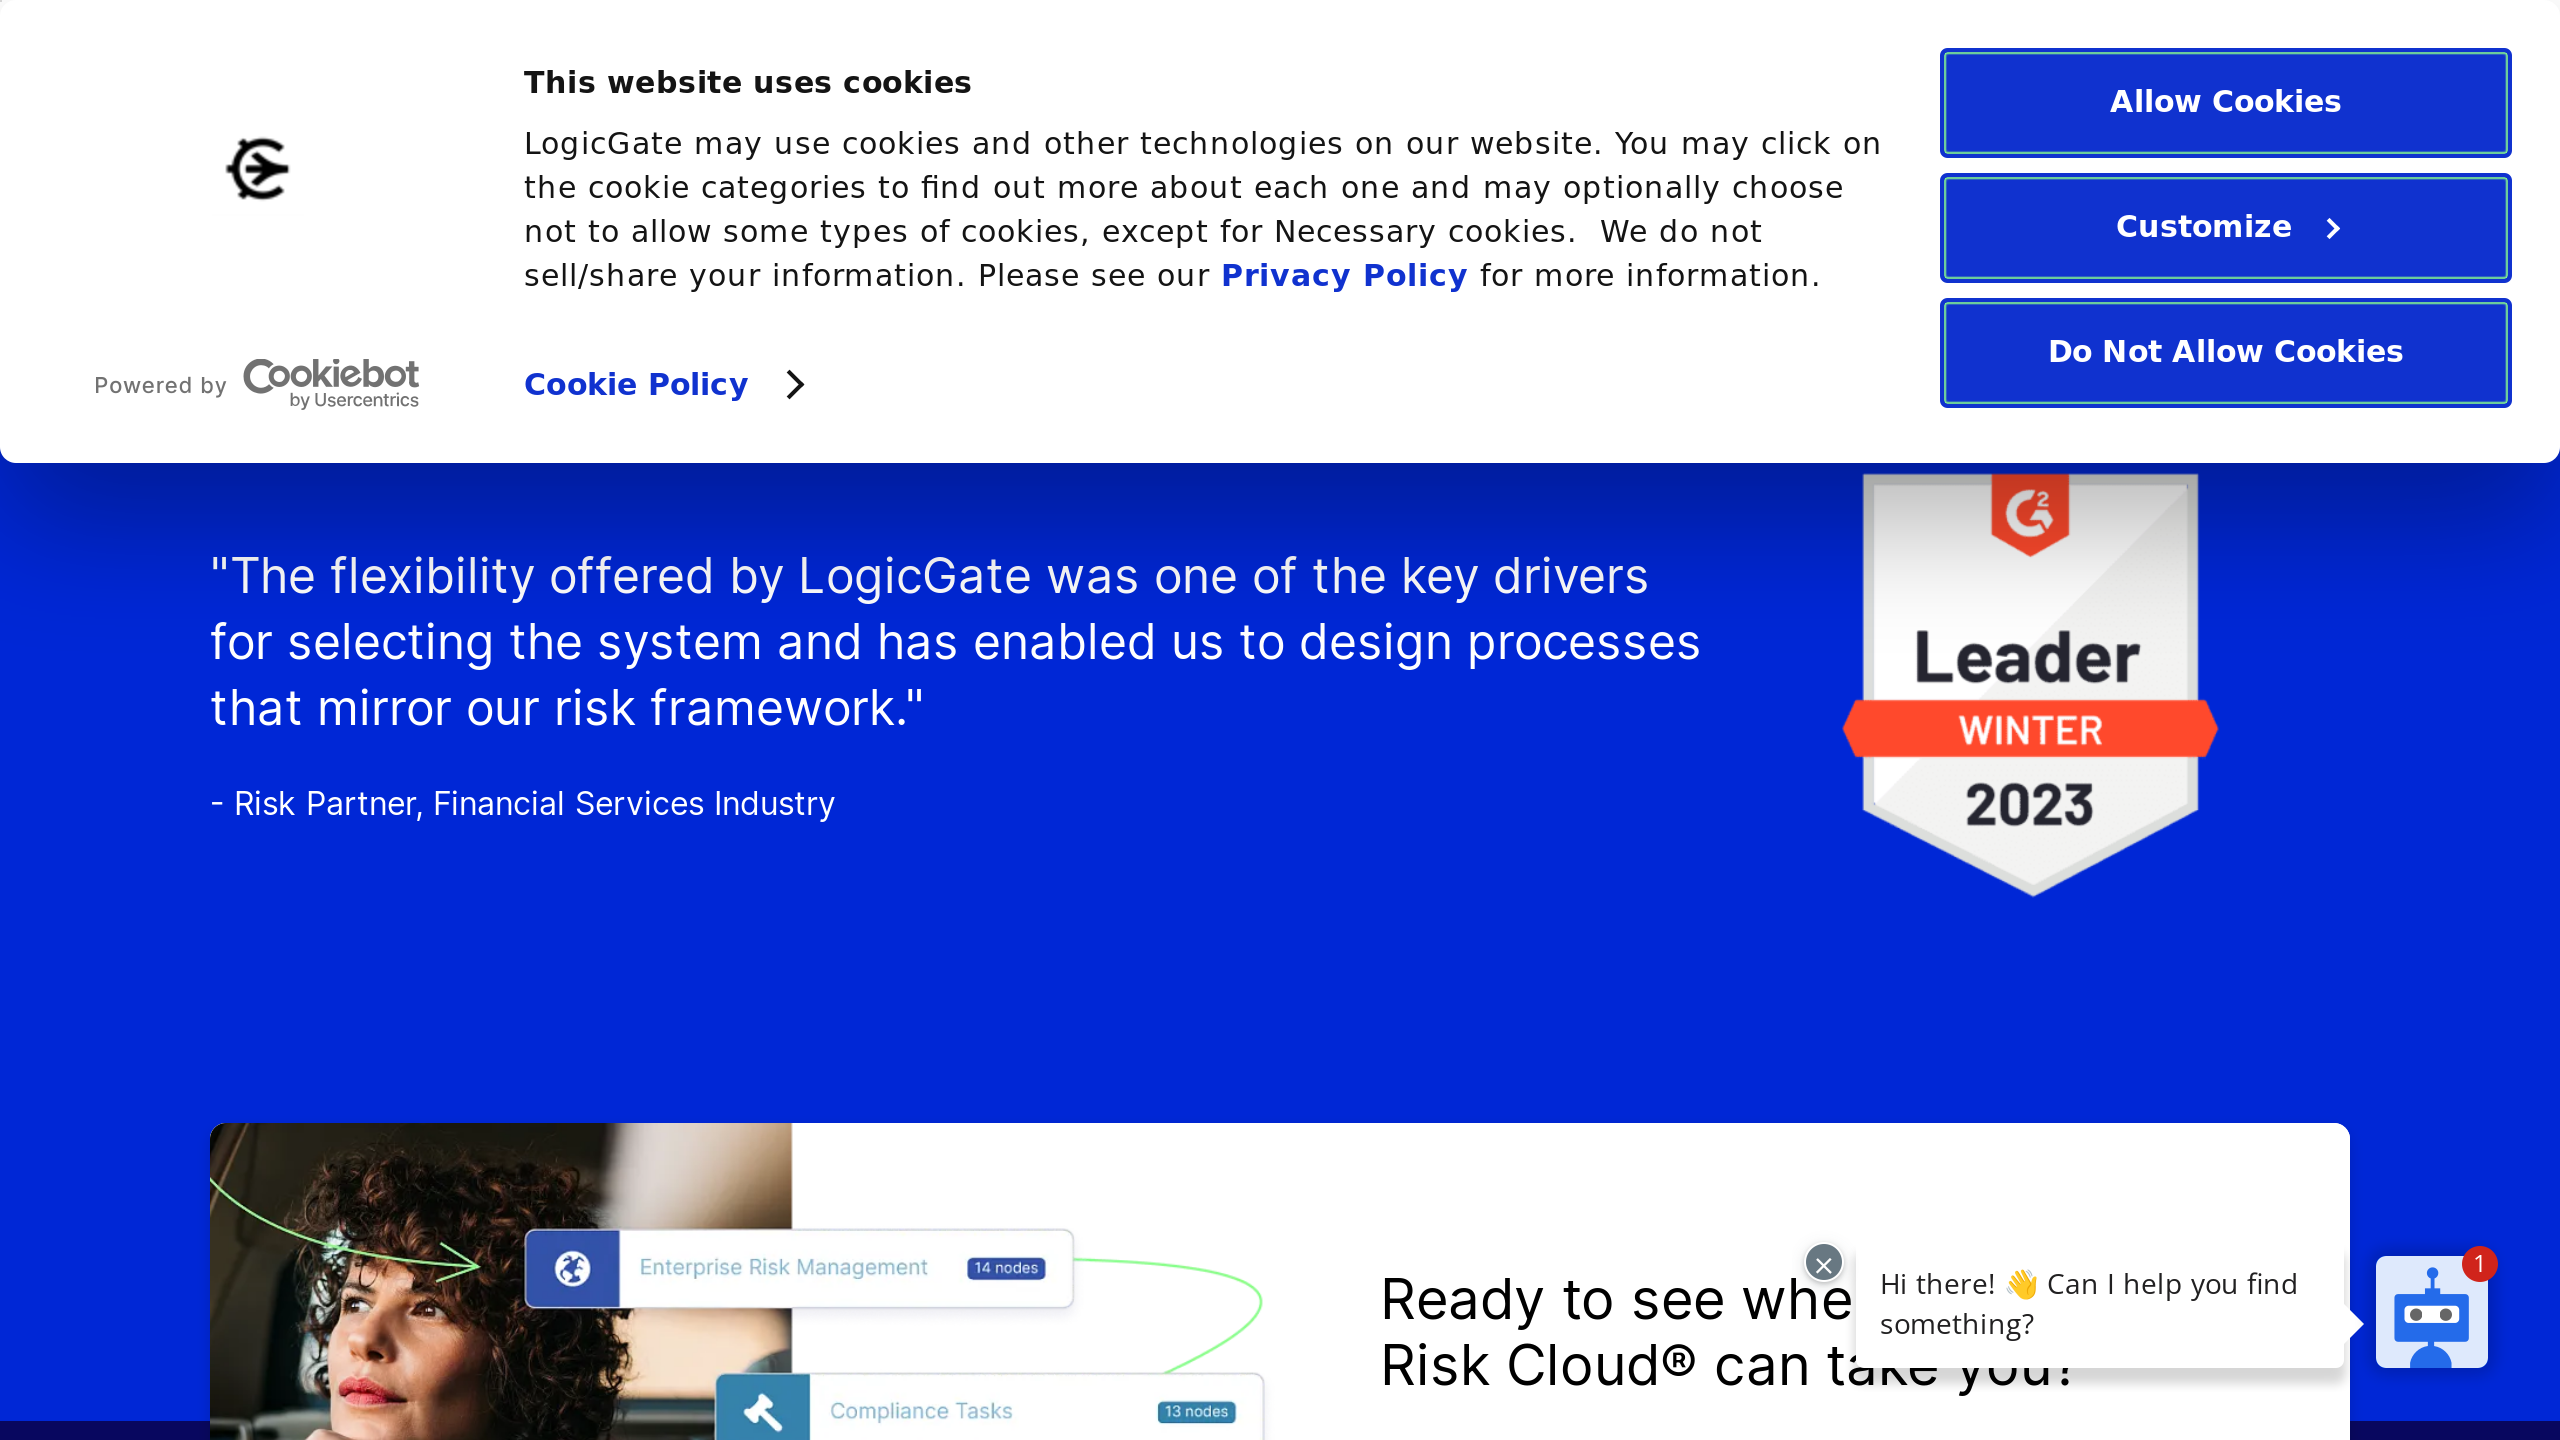 This website uses cookies
LogicGate may use cookies and other technologies on our website. You may click on
the cookie categories to find out more about each one and may optionally choose
not to allow some types of cookies, except for Necessary cookies.  We do not
sell/share your information. Please see our Privacy Policy for more information.
Powered by Cookiebot
by Usercentrics
Cookie Policy
Allow Cookies
Customize
Do Not Allow Cookies
"The flexibility offered by LogicGate was one of the key drivers
for selecting the system and has enabled us to design processes
that mirror our risk framework."
- Risk Partner, Financial Services Industry
G2
Leader
WINTER
2023
Enterprise Risk Management 14 nodes
Compliance Tasks 13 nodes
Ready to see
Risk Cloud® can take you?
Hi there! 👋 Can I help you find
something?
1